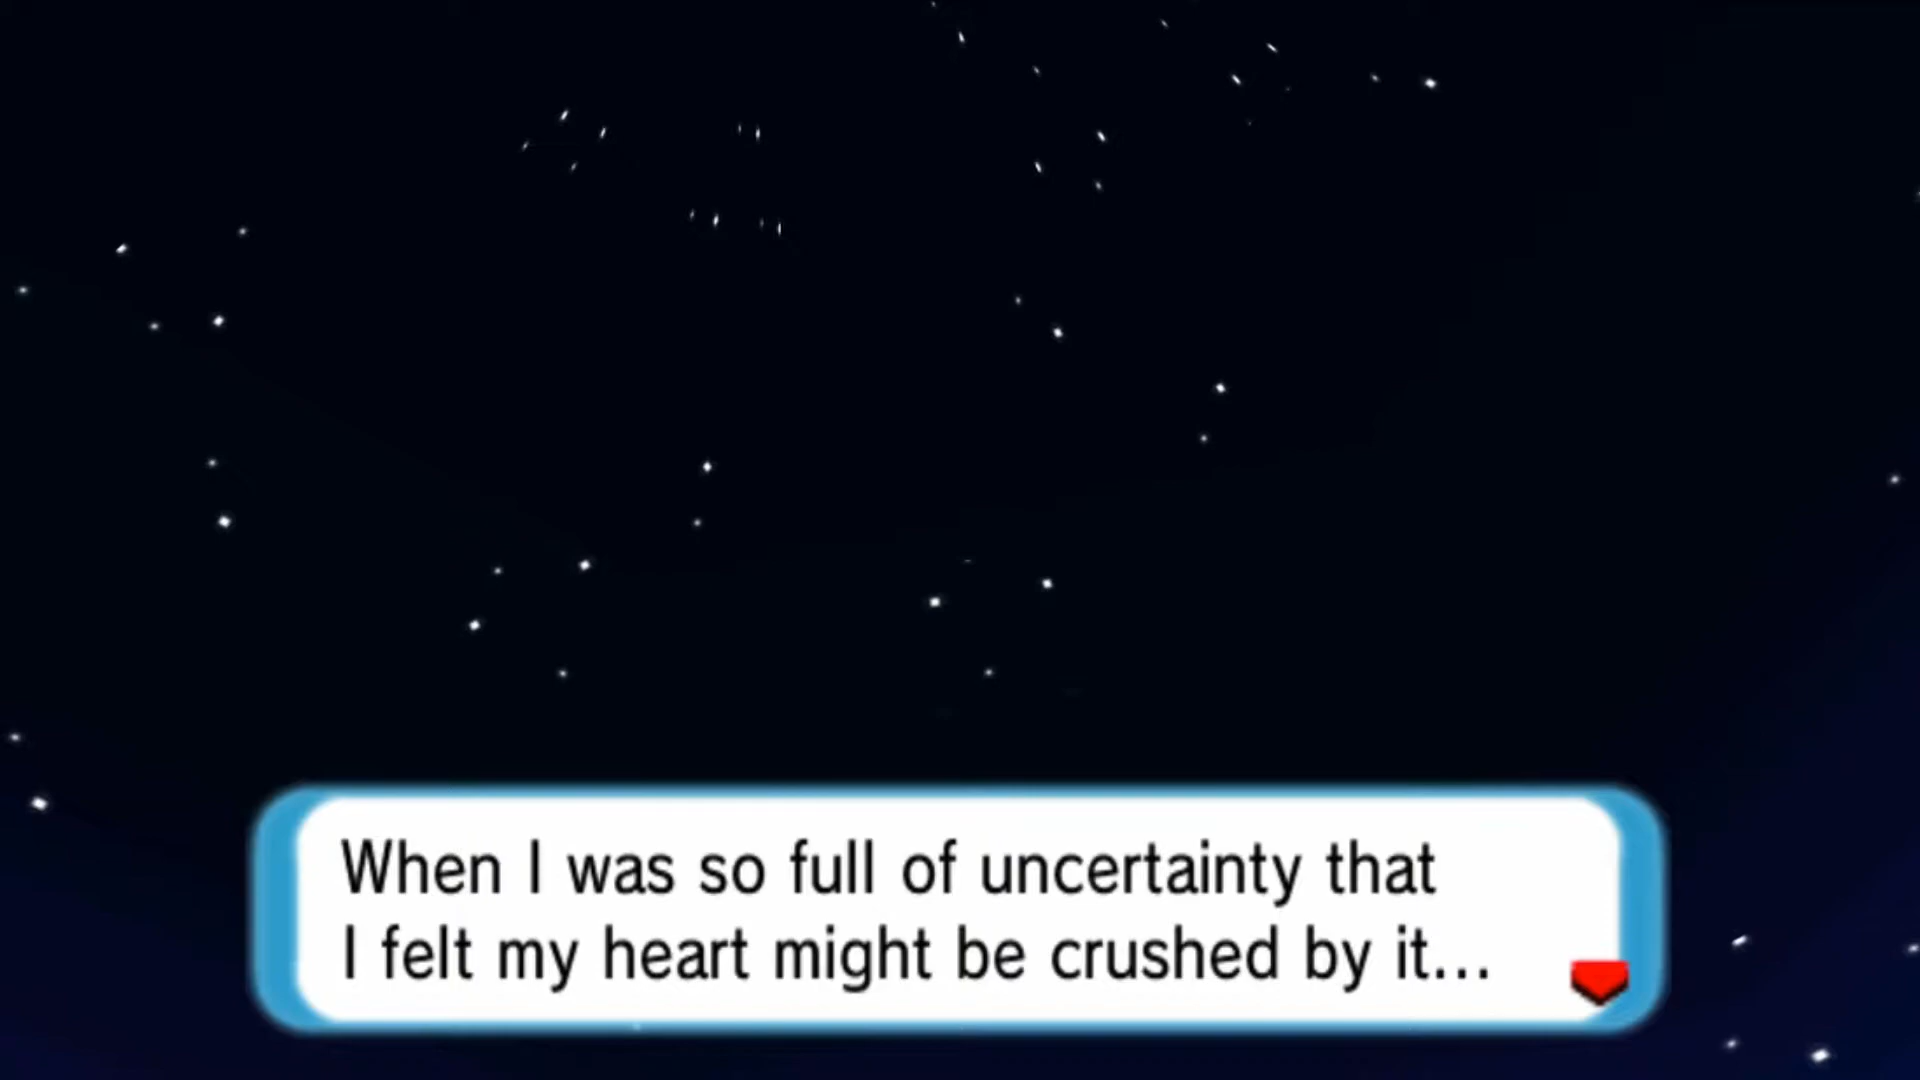 When I was so full of uncertainty that
I felt my heart might be crushed by it...